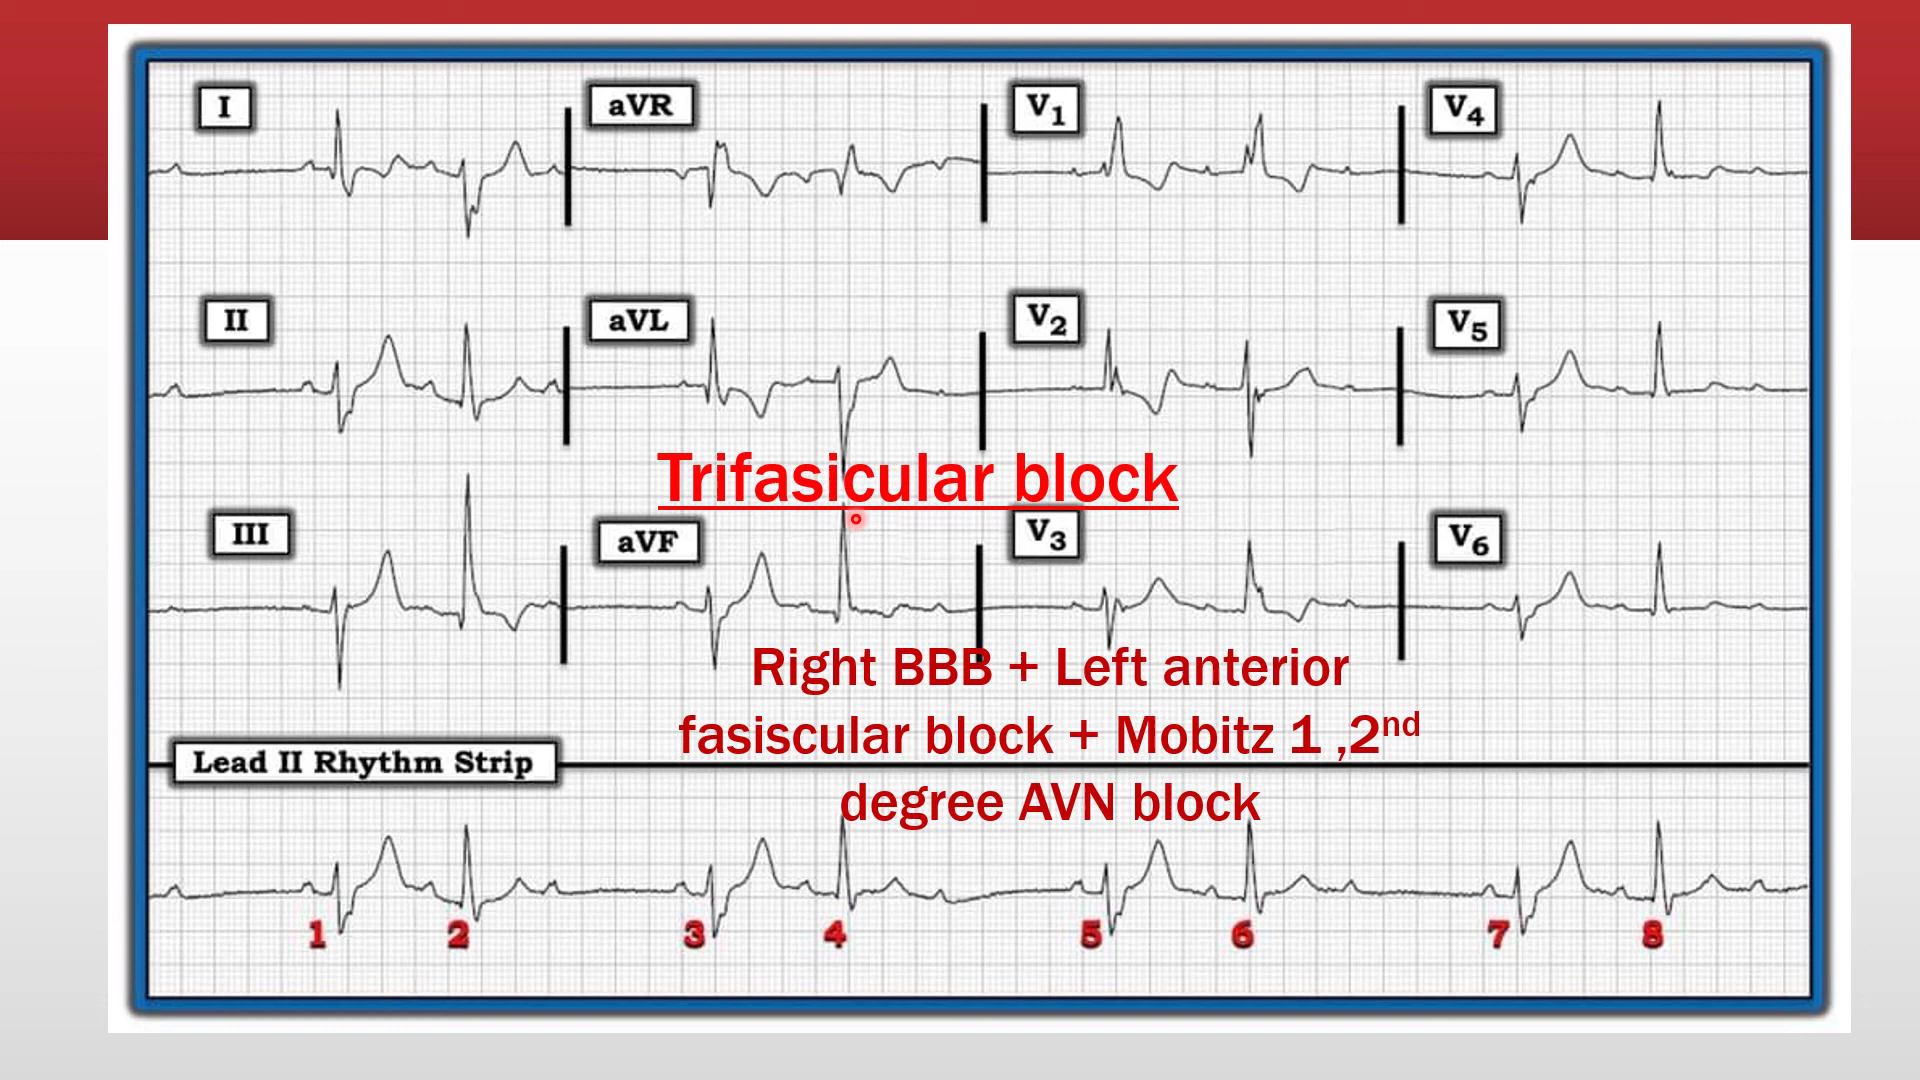 I
aVR
V1
V4
II
aVL
V2
V5
Trifasicular block
III
aVF
V3
V6
Right BBB + Left anterior
fasiscular block + Mobitz 1 ,2nd
degree AVN block
Lead II Rhythm Strip
1 2 3 4 5 6 7 8